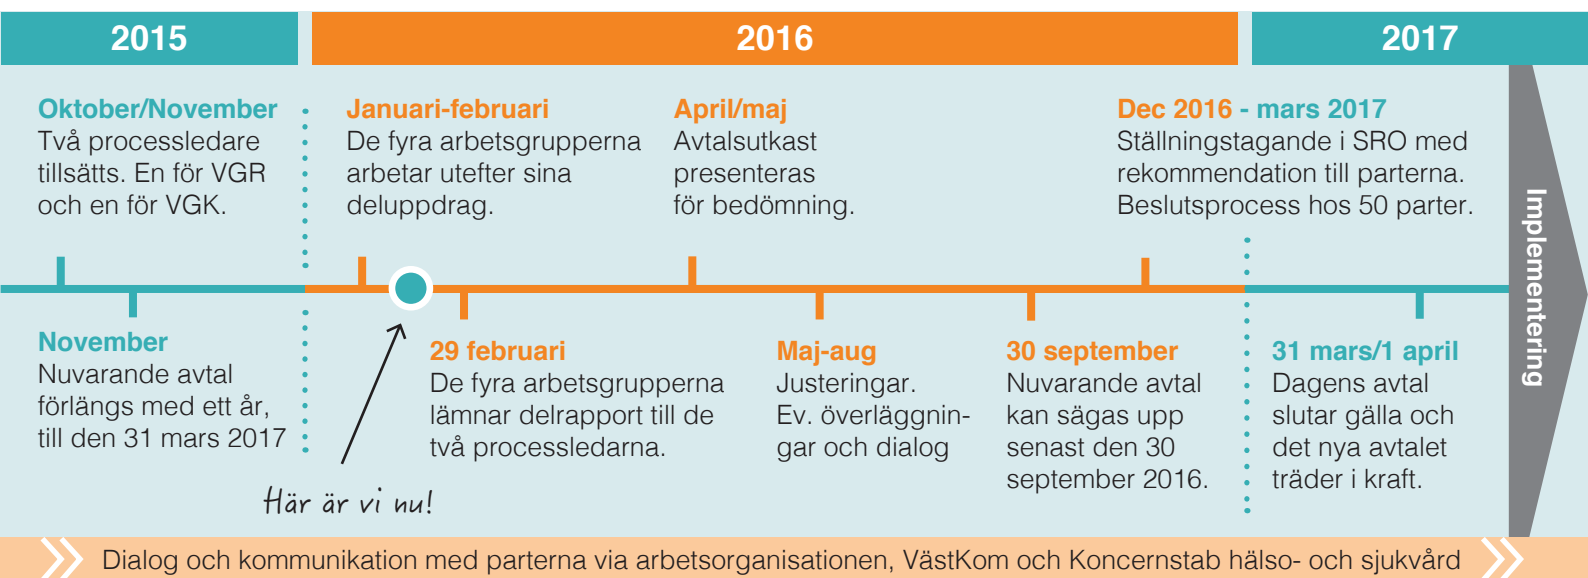 2015
2016
2017
Oktober/November
Två processledare
tillsätts. En för VGR
och en för VGK.
Januari-februari
De fyra arbetsgrupperna
arbetar utefter sina
deluppdrag.
April/maj
Avtalsutkast
presenteras
för bedömning.
Dec 2016 - mars 2017
Ställningstagande i SRO med
rekommendation till parterna.
Beslutsprocess hos 50 parter.
Implementering
November
Nuvarande avtal
förlängs med ett år,
till den 31 mars 2017
Här är vi nu!
29 februari
De fyra arbetsgrupperna
lämnar delrapport till de
två processledarna.
Maj-aug
Justeringar.
Ev. överläggnin-
gar och dialog
30 september
Nuvarande avtal
kan sägas upp
senast den 30
september 2016.
31 mars/1 april
Dagens avtal
slutar gälla och
det nya avtalet
träder i kraft.
Dialog och kommunikation med parterna via arbetsorganisationen, VästKom och Koncernstab hälso- och sjukvård